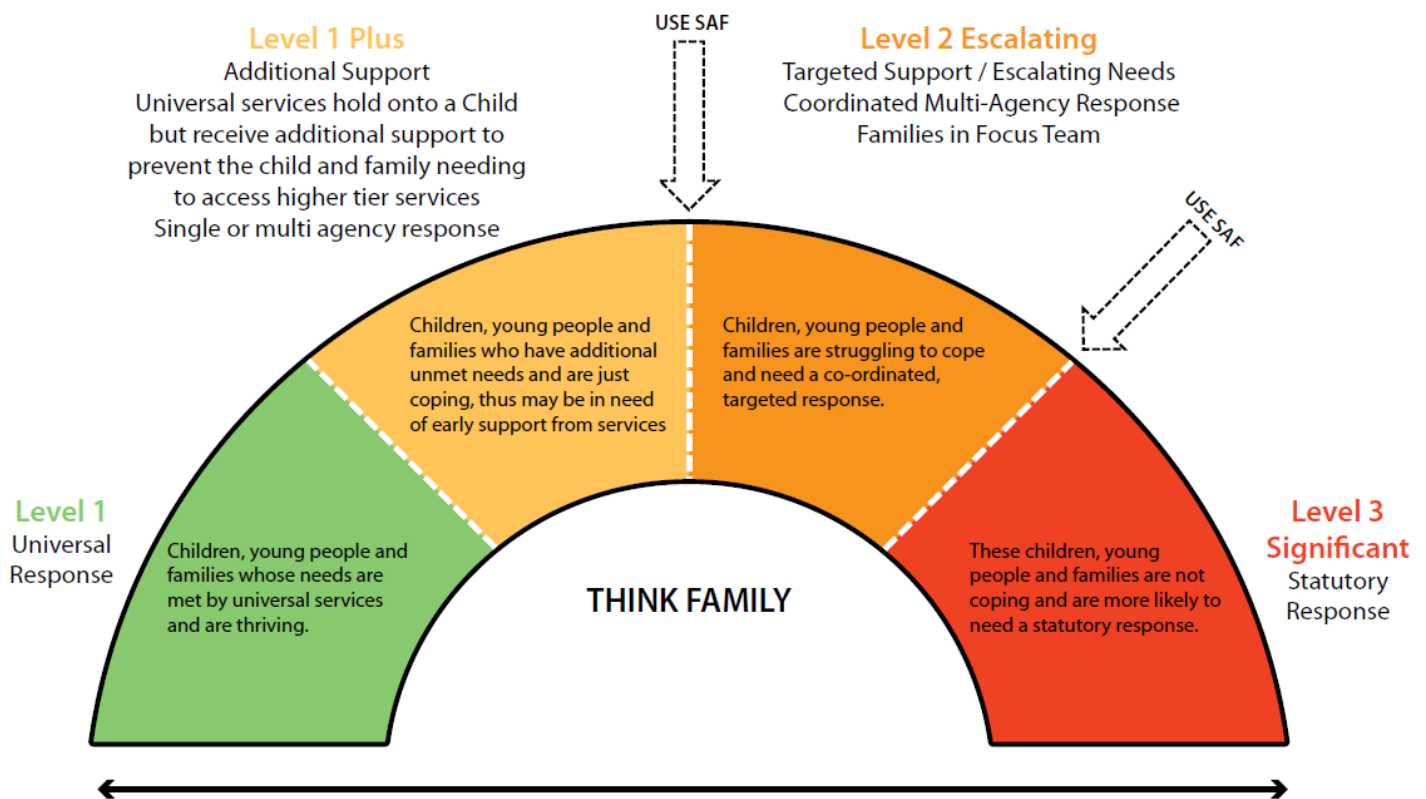 USE SAF
Level 1 Plus
Additional Support
Universal services hold onto a Child
but receive additional support to
prevent the child and family needing
to access higher tier services
Single or multi agency response
Level 2 Escalating
Targeted Support / Escalating Needs
Coordinated Multi-Agency Response
Families in Focus Team
USE SAF
Children, young people and
families who have additional
unmet needs and are just
coping, thus may be in need
of early support from services
Children, young people and
families are struggling to cope
and need a co-ordinated,
targeted response.
Level 1
Universal
Response
Children, young people and
families whose needs are
met by universal services
and are thriving.
THINK FAMILY
These children, young
people and families are not
coping and are more likely to
need a statutory response.
Level 3
Significant
Statutory
Response